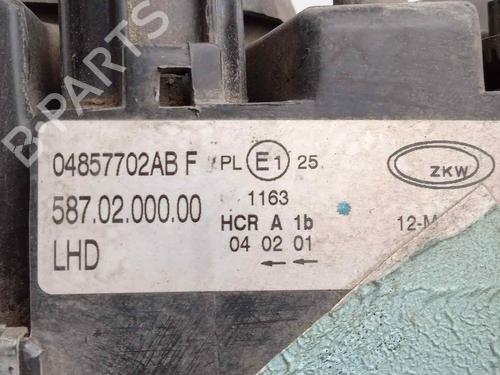 B-PARTS
04857702AB F
587.02.000.00
LHD
PL E1 25
1163
HCR A 1b
04 02 01
ZKW
12-M